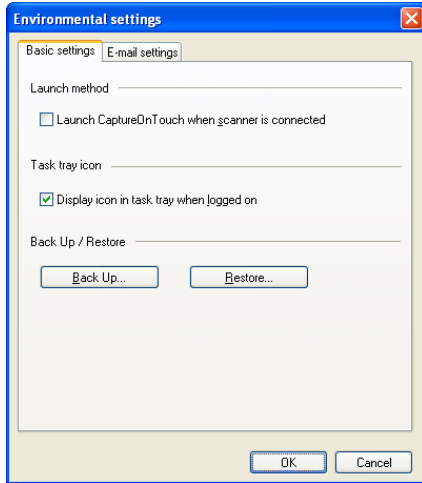 Environmental settings
Basic settings E-mail settings
Launch method
Launch CaptureOnTouch when scanner is connected
Task tray icon
Display icon in task tray when logged on
Back Up / Restore
Back Up... Restore...
OK Cancel